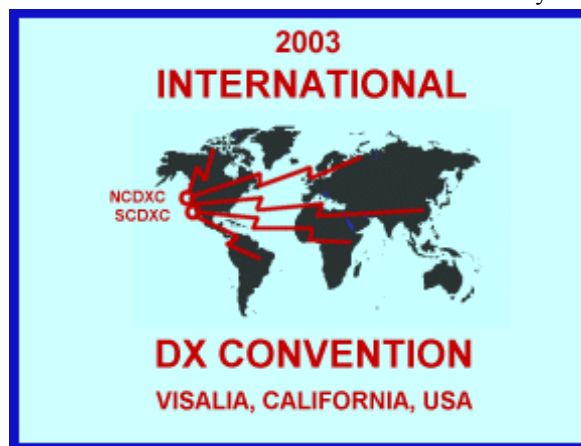 2003
INTERNATIONAL
NCDXC
SCDXC
DX CONVENTION
VISALIA, CALIFORNIA, USA